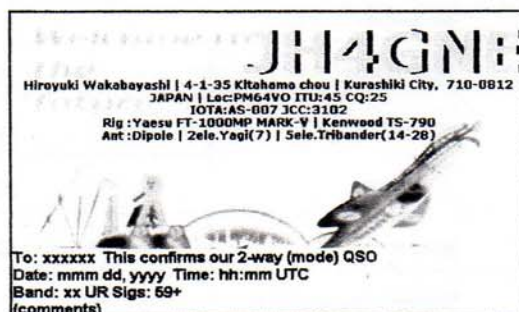 JH4GNE
Hiroyuki Wakabayashi | 4-1-35 Kitahama chou | Kurashiki City, 710-0812
JAPAN | Loc:PM64VO ITU:45 CQ:25
IOTA:AS-007 JCC:3102
Rig :Yaesu FT-1000MP MARK-V | Kenwood TS-790
Ant :Dipole | 2ele.Yagi(7) | 5ele.Tribander(14-28)
To: xxxxxx This confirms our 2-way (mode) QSO
Date: mmm dd, yyyy Time: hh:mm UTC
Band: xx UR Sigs: 59+
(comments)